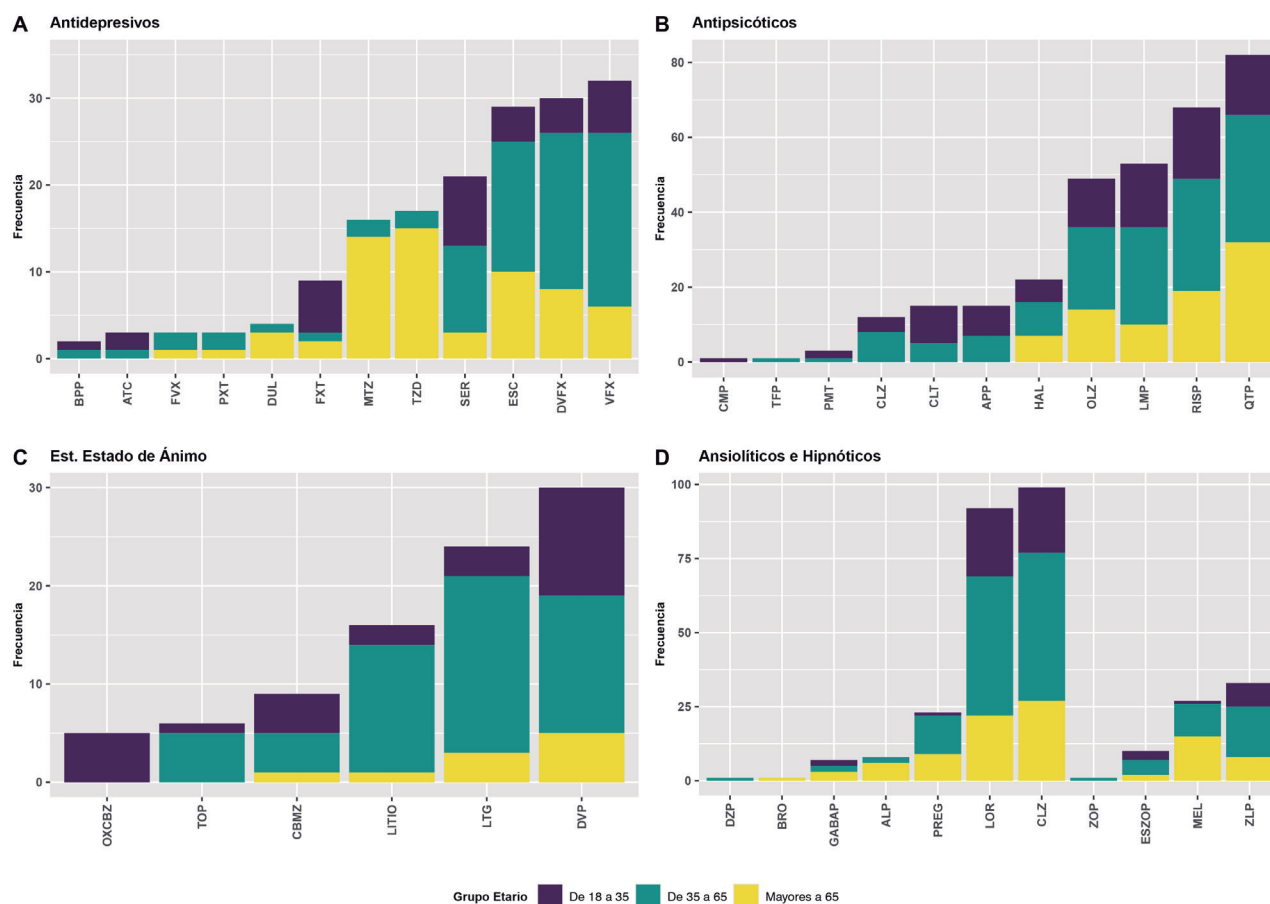 A Antidepresivos
Frecuencia
30
20
10
0
BPP ATC FVX PXT DUL FXT MTZ TZD SER ESC DVFX VFX
B Antipsicóticos
Frecuencia
80
60
40
20
0
CMP TFP PMT CLZ CLT APP HAL OLZ LMP RISP QTP
C Est. Estado de Ánimo
Frecuencia
30
20
10
0
OXCBZ TOP CBMZ LITIO LTG DVP
D Ansiolíticos e Hipnóticos
Frecuencia
100
75
50
25
0
DZP BRO GABAP ALP PREG LOR CLZ ZOP ESZOP MEL ZLP
Grupo Etario De 18 a 35 De 35 a 65 Mayores a 65